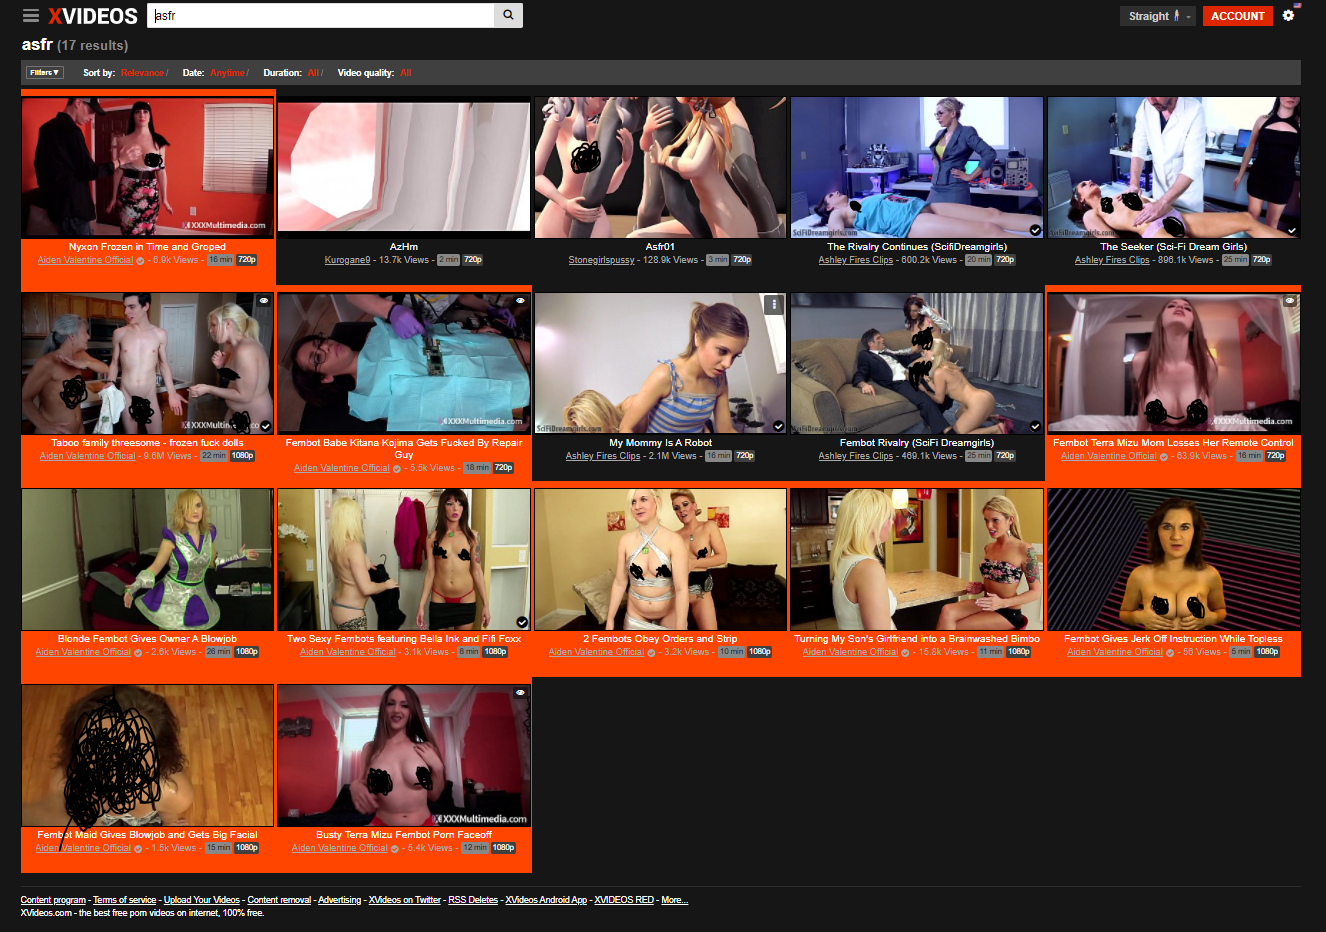 XVIDEOS
asfr
Straight
ACCOUNT
asfr (17 results)
Filters▼
Sort by: Relevance / Date: Anytime / Duration: All / Video quality: All
XXXMultimedia.com
SciFiDreamgirls.com
Nyxon Frozen in Time and Groped
Aiden Valentine Official - 6.9k Views - 16 min 720p
AzHm
Kurogane9 - 13.7k Views - 2 min 720p
Asfr01
Stonegirlspussy - 128.9k Views - 3 min 720p
The Rivalry Continues (ScifiDreamgirls)
Ashley Fires Clips - 600.2k Views - 20 min 720p
The Seeker (Sci-Fi Dream Girls)
Ashley Fires Clips - 896.1k Views - 25 min 720p
XXXMultim
XXXMultimedia.com
SciFiDreamgirls.com
SciFiDreamgirls.com
XXXMultimedia.com
Taboo family threesome - frozen fuck dolls
Aiden Valentine Official - 9.6M Views - 22 min 1080p
Fembot Babe Kitana Kojima Gets Fucked By Repair
Guy
Aiden Valentine Official - 5.5k Views - 18 min 720p
My Mommy Is A Robot
Ashley Fires Clips - 2.1M Views - 16 min 720p
Fembot Rivalry (SciFi Dreamgirls)
Ashley Fires Clips - 469.1k Views - 25 min 720p
Fembot Terra Mizu Mom Losses Her Remote Control
Aiden Valentine Official - 63.9k Views - 16 min 720p
Blonde Fembot Gives Owner A Blowjob
Aiden Valentine Official - 2.6k Views - 26 min 1080p
Two Sexy Fembots featuring Bella Ink and Fifi Foxx
Aiden Valentine Official - 3.1k Views - 8 min 1080p
2 Fembots Obey Orders and Strip
Aiden Valentine Official - 3.2k Views - 10 min 1080p
Turning My Son's Girlfriend into a Brainwashed Bimbo
Aiden Valentine Official - 15.8k Views - 11 min 1080p
Fembot Gives Jerk Off Instruction While Topless
Aiden Valentine Official - 56 Views - 5 min 1080p
XXXMultimedia.com
Fembot Maid Gives Blowjob and Gets Big Facial
Aiden Valentine Official - 1.5k Views - 15 min 1080p
Busty Terra Mizu Fembot Porn Faceoff
Aiden Valentine Official - 5.4k Views - 12 min 1080p
Content program - Terms of service - Upload Your Videos - Content removal - Advertising - XVideos on Twitter - RSS Deletes - XVideos Android App - XVIDEOS RED - More...
XVideos.com - the best free porn videos on internet, 100% free.